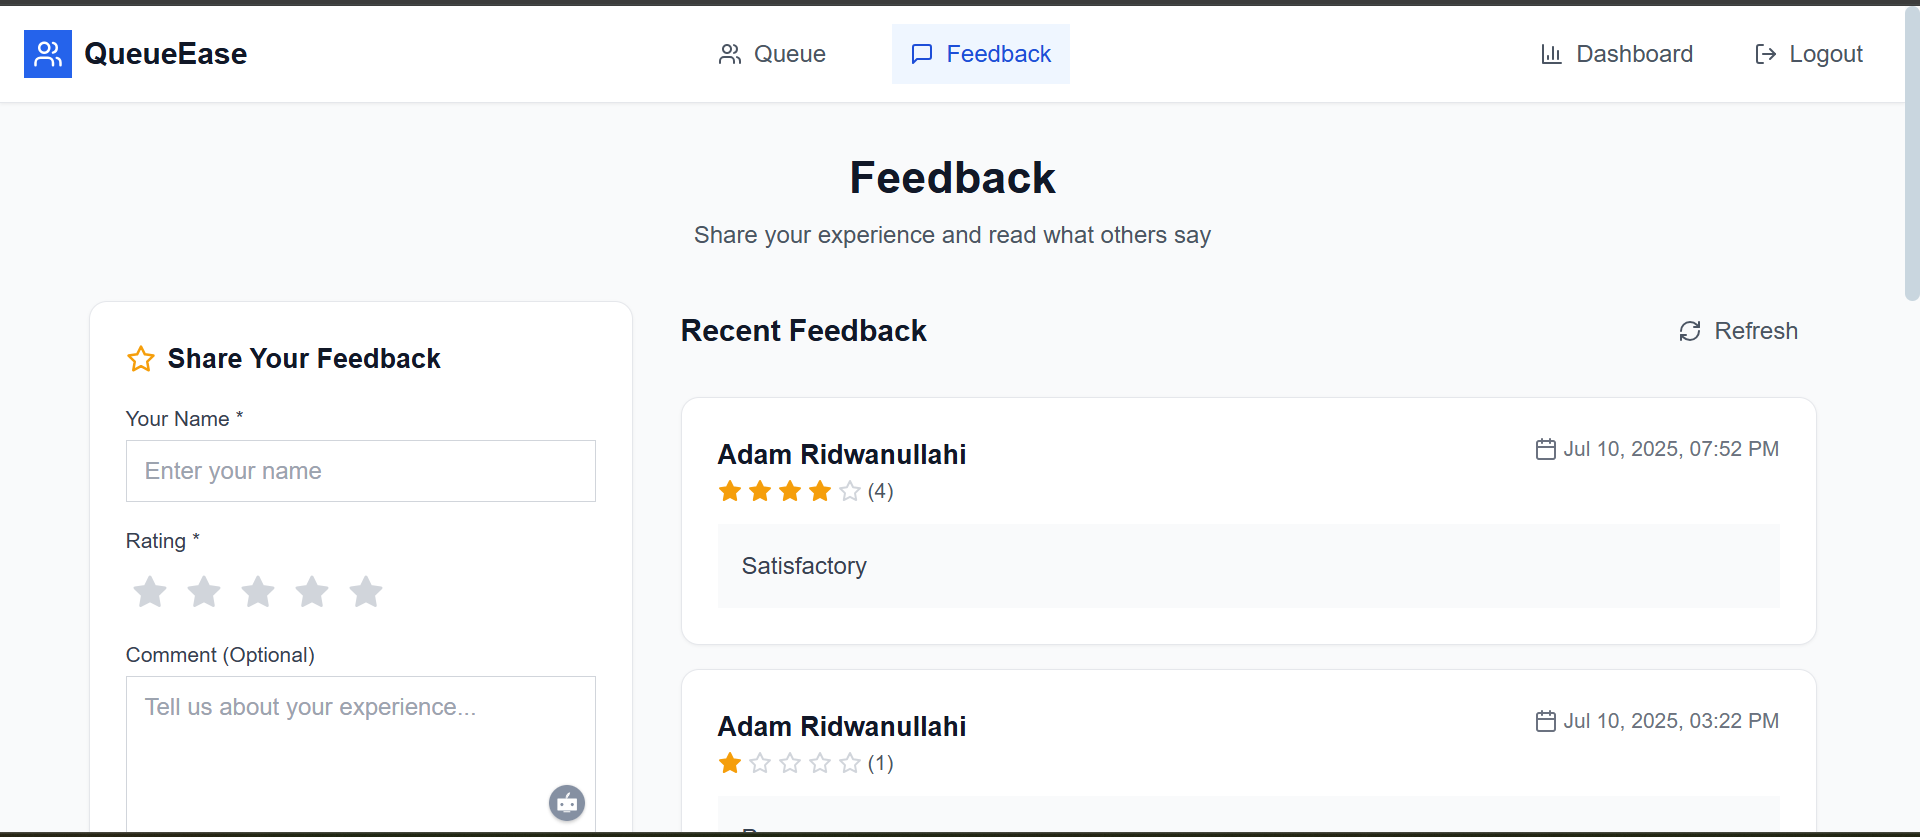 QueueEase
Queue
Feedback
Dashboard
Logout
Feedback
Share your experience and read what others say
Share Your Feedback
Your Name *
Enter your name
Rating *
Comment (Optional)
Tell us about your experience...
Recent Feedback
Refresh
Adam Ridwanullahi
Jul 10, 2025, 07:52 PM
(4)
Satisfactory
Adam Ridwanullahi
Jul 10, 2025, 03:22 PM
(1)